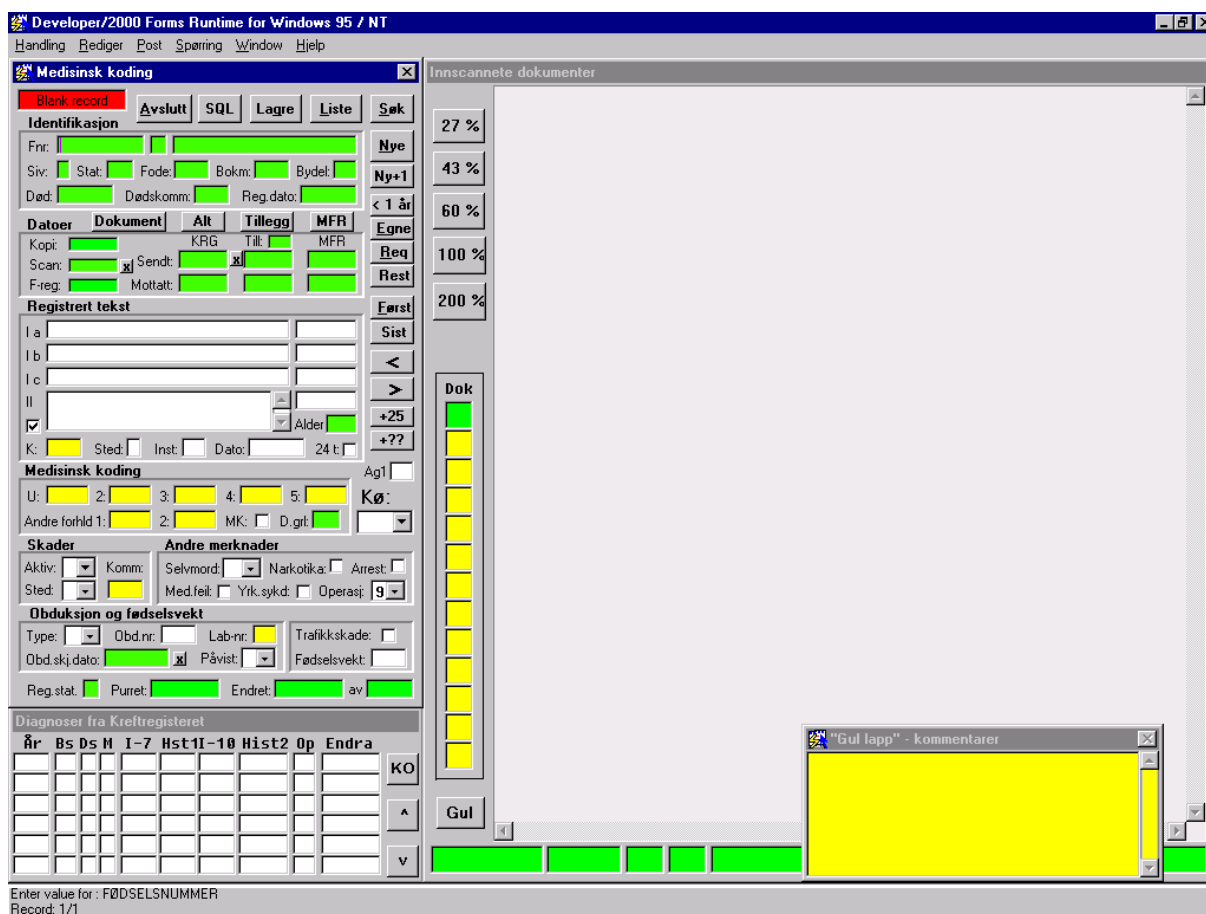 Developer/2000 Forms Runtime for Windows 95 / NT
Handling Rediger Post Spørring Window Hjelp
Medisinsk koding
Blank record Avslutt SQL Lagre Liste Søk
Identifikasjon
Fnr:
Nye
Siv: Stat: Fode: Bokm: Bydel:
Ny+1
Død: Dødskomm: Reg.dato:
< 1 år
Datoer Dokument Alt Tillegg MFR
Egne
Kopi: KRG Till: MFR
Req
Scan: x Sendt: x
Rest
F-reg: Mottatt:
Registrert tekst
Først
I a
Sist
I b
<
I c
>
II
+25
Alder
+??
K: Sted: Inst: Dato: 24 t:
Medisinsk koding
Ag1
U: 2: 3: 4: 5:
Kø:
Andre forhld 1: 2: MK: D.grl:
Skader Andre merknader
Aktiv: Komm: Selvmord: Narkotika: Arrest:
Sted: Med.feil: Yrk.sykd: Operasj: 9
Obduksjon og fødselsvekt
Type: Obd.nr: Lab-nr: Trafikkskade:
Obd.skj.dato: x Påvist: Fødselsvekt:
Reg.stat. Purret: Endret: av
Diagnoser fra Kreftregisteret
År Bs Ds M I-7 Hst1 I-10 Hist2 Op Endra
KO
^
v
Innscannete dokumenter
27 %
43 %
60 %
100 %
200 %
Dok
Gul
"Gul lapp" - kommentarer
Enter value for : FØDSELSNUMMER
Record: 1/1